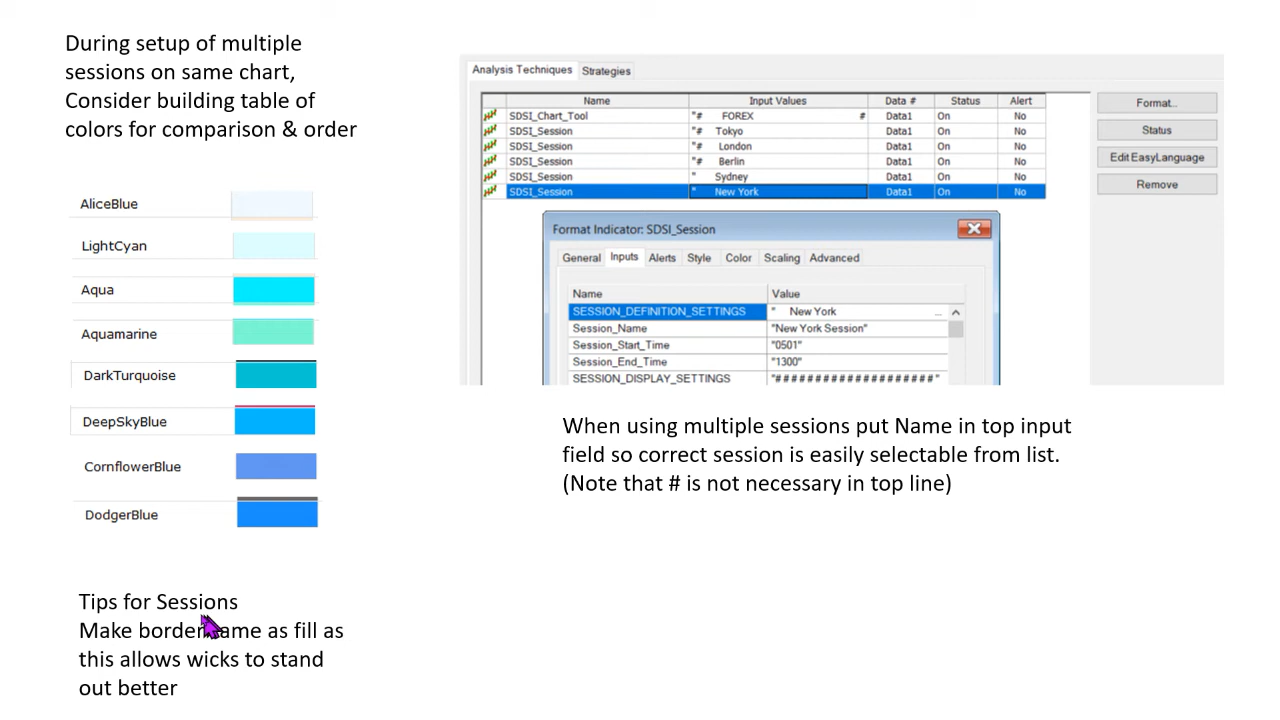 During setup of multiple
sessions on same chart,
Consider building table of
colors for comparison & order
AliceBlue
LightCyan
Aqua
Aquamarine
DarkTurquoise
DeepSkyBlue
CornflowerBlue
DodgerBlue
Tips for Sessions
Make border same as fill as
this allows wicks to stand
out better
Analysis Techniques Strategies
Name Input Values Data # Status Alert
SDSI_Chart_Tool "# FOREX # Data1 On No
SDSI_Session "# Tokyo Data1 On No
SDSI_Session "# London Data1 On No
SDSI_Session "# Berlin Data1 On No
SDSI_Session " Sydney Data1 On No
SDSI_Session " New York Data1 On No
Format...
Status
Edit EasyLanguage
Remove
Format Indicator: SDSI_Session
General Inputs Alerts Style Color Scaling Advanced
Name Value
SESSION_DEFINITION_SETTINGS " New York ...
Session_Name "New York Session"
Session_Start_Time "0501"
Session_End_Time "1300"
SESSION_DISPLAY_SETTINGS "####################"
When using multiple sessions put Name in top input
field so correct session is easily selectable from list.
(Note that # is not necessary in top line)